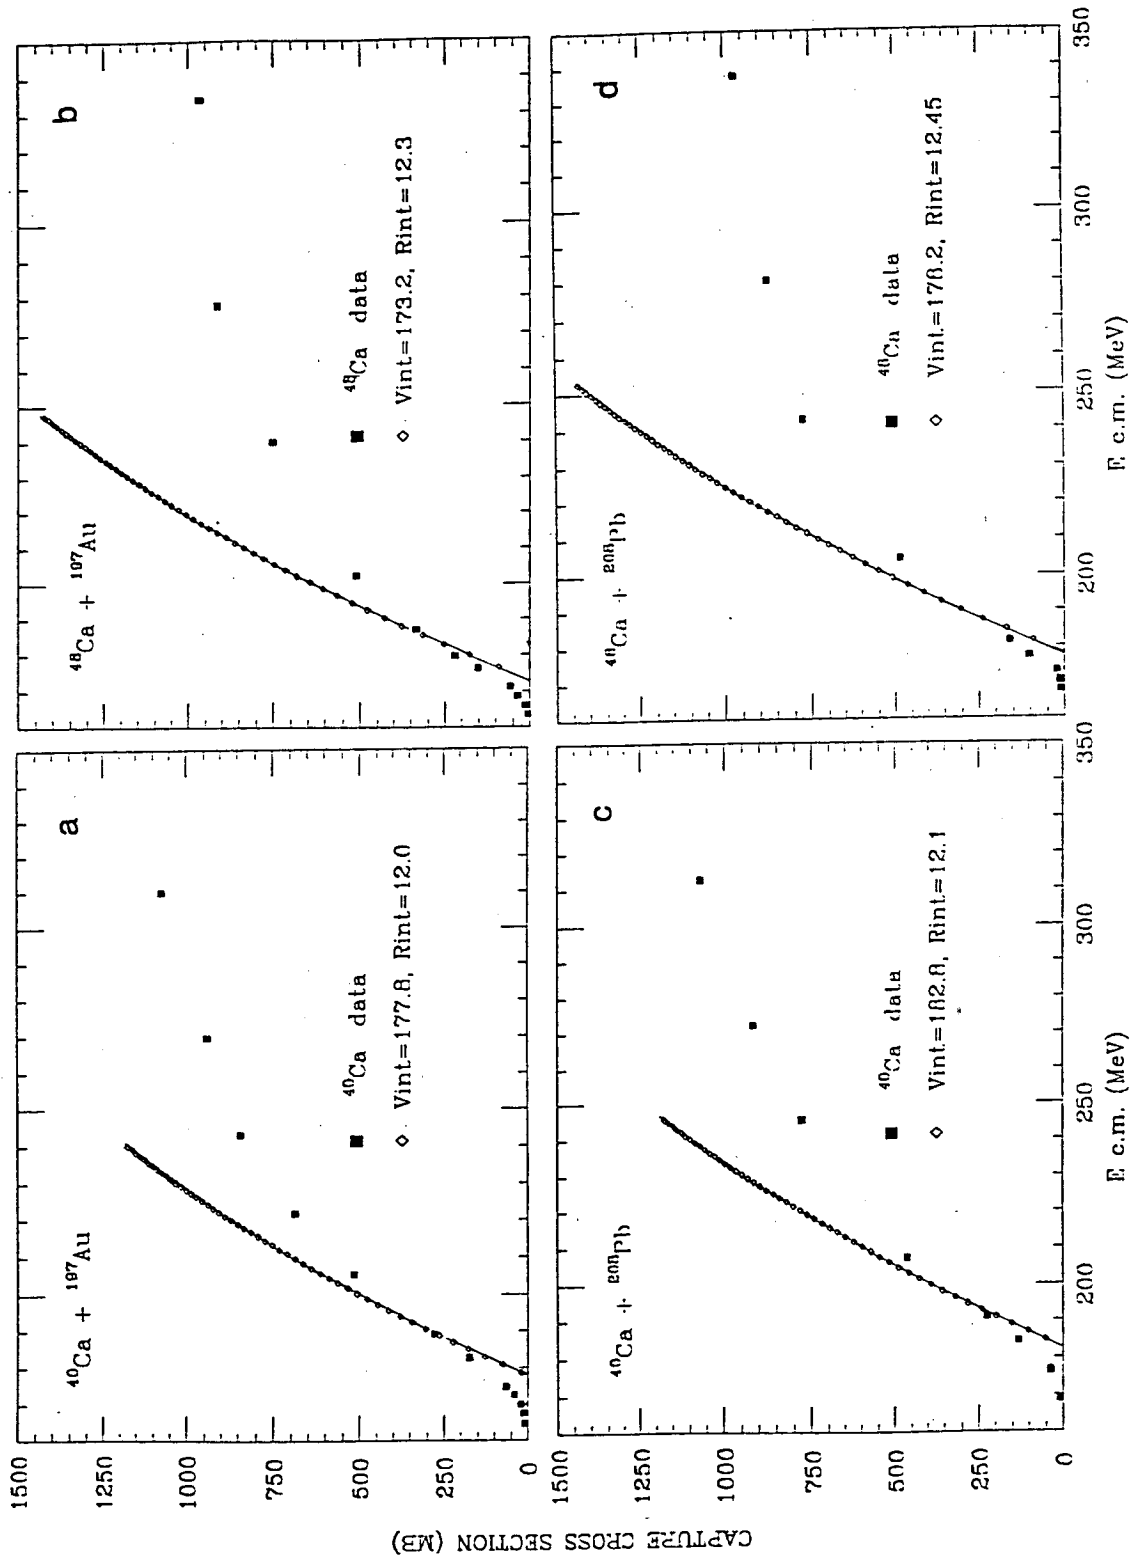 CAPTURE CROSS SECTION (MB)
a
⁴⁰Ca + ¹⁹⁷Au
⁴⁰Ca data
Vint=177.8, Rint=12.0
1500
1250
1000
750
500
250
0
b
⁴⁸Ca + ¹⁹⁷Au
⁴⁸Ca data
Vint=173.2, Rint=12.3
c
⁴⁰Ca + ²⁰⁸Pb
⁴⁰Ca data
Vint=182.8, Rint=12.1
1500
1250
1000
750
500
250
0
200
250
300
350
E c.m. (MeV)
d
⁴⁸Ca + ²⁰⁸Pb
⁴⁸Ca data
Vint=178.2, Rint=12.45
200
250
300
350
E c.m. (MeV)